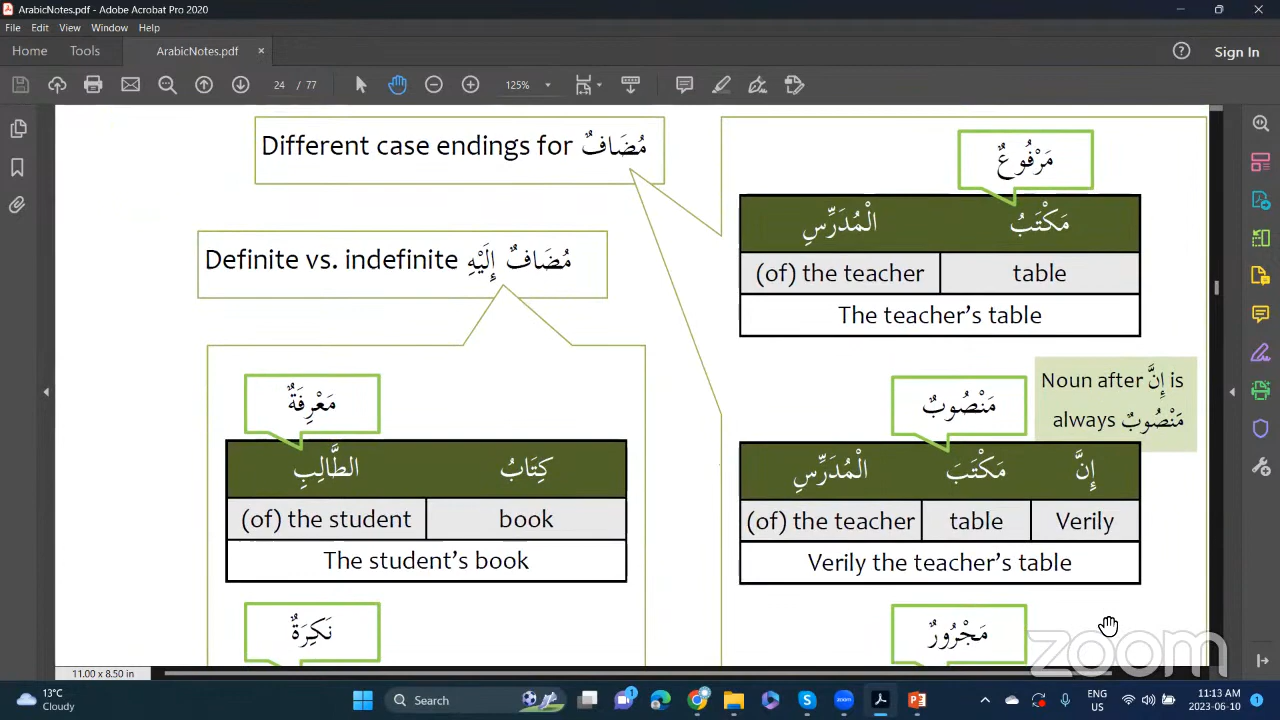 ArabicNotes.pdf - Adobe Acrobat Pro 2020
File Edit View Window Help
Home Tools ArabicNotes.pdf × Sign In
24 / 77 125%
Different case endings for مُضَافٌ
Definite vs. indefinite مُضَافٌ إِلَيْهِ
مَعْرِفَةٌ
كِتَابُ الطَّالِبِ
(of) the student book
The student’s book
نَكِرَةٌ
مَرْفُوعٌ
مَكْتَبُ الْمُدَرِّسِ
(of) the teacher table
The teacher’s table
Noun after إِنَّ is
always مَنْصُوبٌ
مَنْصُوبٌ
إِنَّ مَكْتَبَ الْمُدَرِّسِ
(of) the teacher table Verily
Verily the teacher’s table
مَجْرُورٌ
zoom
11.00 x 8.50 in
13°C
Cloudy
Search
1
zoom
ENG
US
11:13 AM
2023-06-10
1